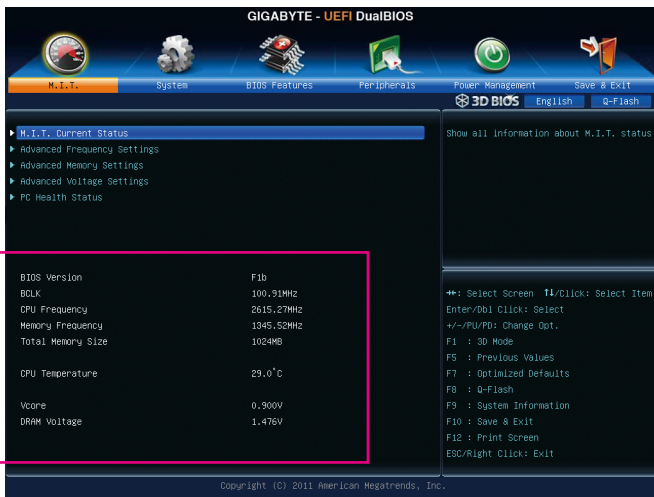 GIGABYTE - UEFI DualBIOS
M.I.T. System BIOS Features Peripherals Power Management Save & Exit
3D BIOS English Q-Flash
M.I.T. Current Status
Advanced Frequency Settings
Advanced Memory Settings
Advanced Voltage Settings
PC Health Status
Show all information about M.I.T. status
BIOS Version F1b
BCLK 100.91MHz
CPU Frequency 2615.27MHz
Memory Frequency 1345.52MHz
Total Memory Size 1024MB
CPU Temperature 29.0°C
Vcore 0.900V
DRAM Voltage 1.476V
→←: Select Screen ↑↓/Click: Select Item
Enter/Dbl Click: Select
+/-/PU/PD: Change Opt.
F1 : 3D Mode
F5 : Previous Values
F7 : Optimized Defaults
F8 : Q-Flash
F9 : System Information
F10 : Save & Exit
F12 : Print Screen
ESC/Right Click: Exit
Copyright (C) 2011 American Megatrends, Inc.